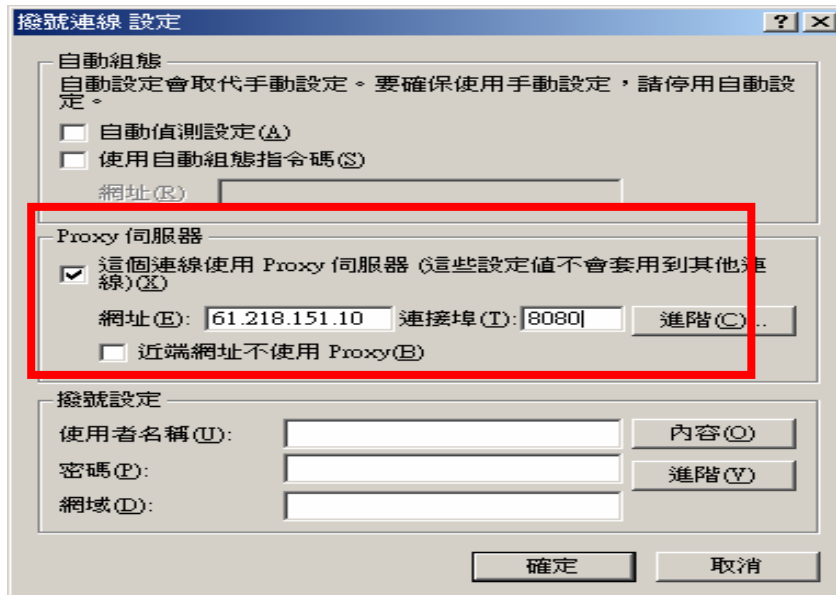 撥號連線 設定
自動組態
自動設定會取代手動設定。要確保使用手動設定，請停用自動設
定。
自動偵測設定(A)
使用自動組態指令碼(S)
網址(R)
Proxy 伺服器
這個連線使用 Proxy 伺服器 (這些設定值不會套用到其他連
線)(X)
網址(E): 61.218.151.10 連接埠(T): 8080 進階(C)...
近端網址不使用 Proxy(B)
撥號設定
使用者名稱(U): 內容(O)
密碼(P): 進階(V)
網域(D):
確定 取消